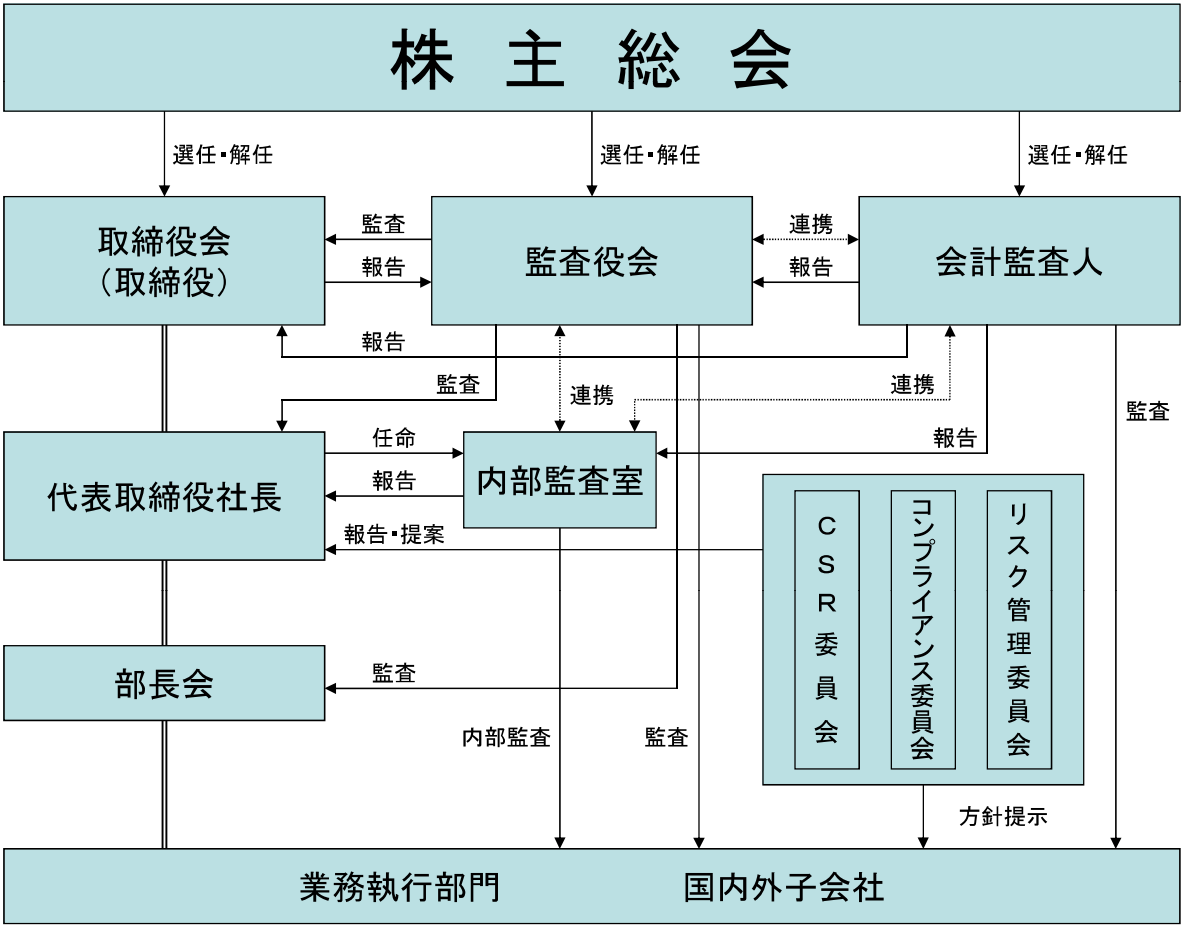 株主総会
選任・解任
選任・解任
選任・解任
取締役会
（取締役）
監査
報告
監査役会
連携
報告
会計監査人
報告
監査
連携
連携
報告
監査
代表取締役社長
任命
報告
報告・提案
内部監査室
CSR委員会
コンプライアンス委員会
リスク管理委員会
部長会
監査
内部監査
監査
方針提示
業務執行部門
国内外子会社